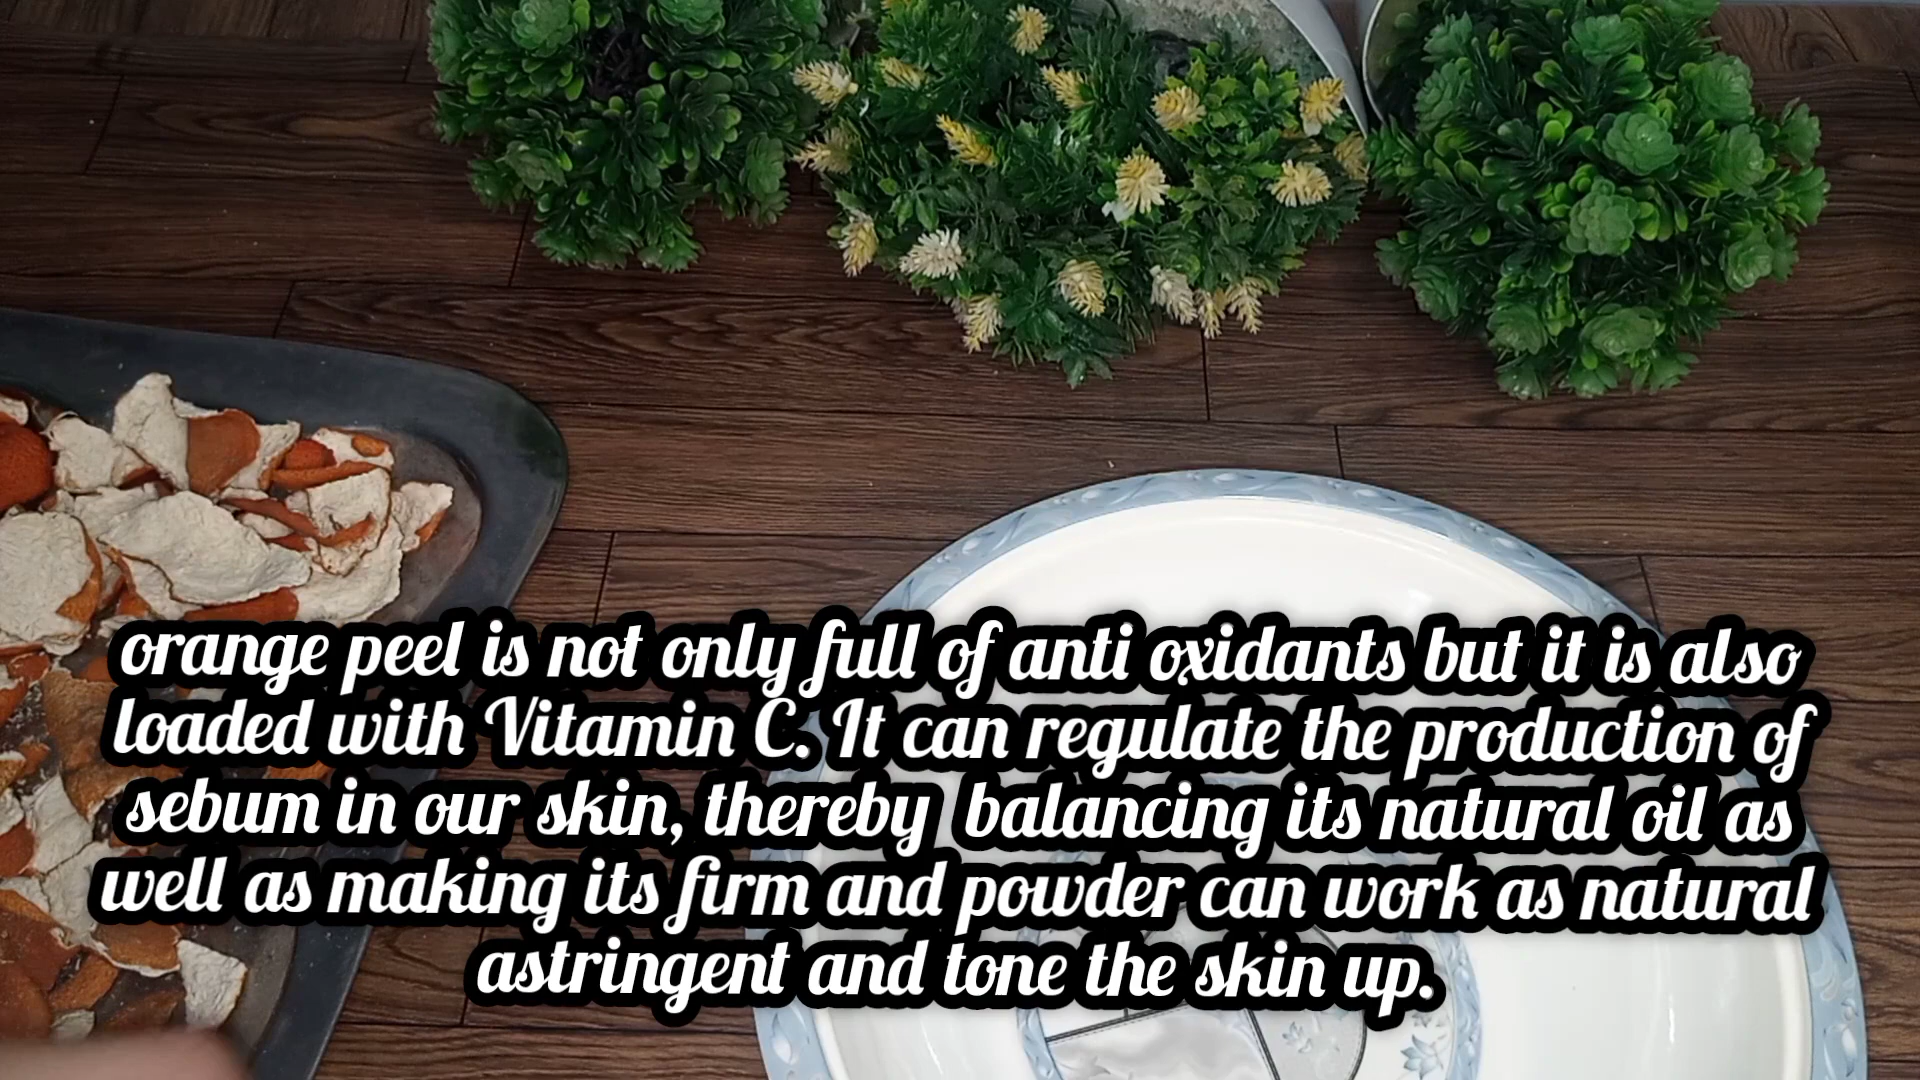 orange peel is not only full of anti oxidants but it is also
loaded with Vitamin C. It can regulate the production of
sebum in our skin, thereby balancing its natural oil as
well as making its firm and powder can work as natural
astringent and tone the skin up.